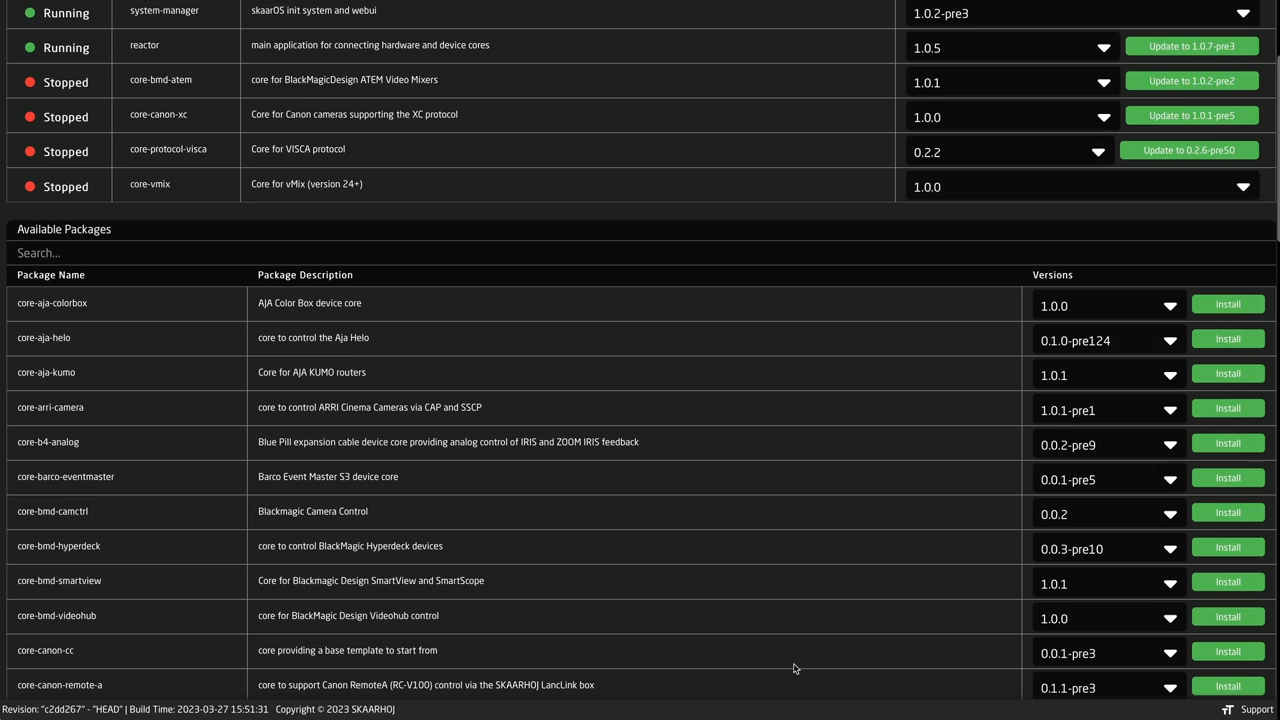 Running system-manager skaarOS init system and webui 1.0.2-pre3
Running reactor main application for connecting hardware and device cores 1.0.5 Update to 1.0.7-pre3
Stopped core-bmd-atem core for BlackMagicDesign ATEM Video Mixers 1.0.1 Update to 1.0.2-pre2
Stopped core-canon-xc Core for Canon cameras supporting the XC protocol 1.0.0 Update to 1.0.1-pre5
Stopped core-protocol-visca Core for VISCA protocol 0.2.2 Update to 0.2.6-pre50
Stopped core-vmix Core for vMix (version 24+) 1.0.0
Available Packages
Search...
Package Name Package Description Versions
core-aja-colorbox AJA Color Box device core 1.0.0 Install
core-aja-helo core to control the Aja Helo 0.1.0-pre124 Install
core-aja-kumo Core for AJA KUMO routers 1.0.1 Install
core-arri-camera core to control ARRI Cinema Cameras via CAP and SSCP 1.0.1-pre1 Install
core-b4-analog Blue Pill expansion cable device core providing analog control of IRIS and ZOOM IRIS feedback 0.0.2-pre9 Install
core-barco-eventmaster Barco Event Master S3 device core 0.0.1-pre5 Install
core-bmd-camctrl Blackmagic Camera Control 0.0.2 Install
core-bmd-hyperdeck core to control BlackMagic Hyperdeck devices 0.0.3-pre10 Install
core-bmd-smartview Core for Blackmagic Design SmartView and SmartScope 1.0.1 Install
core-bmd-videohub core for BlackMagic Design Videohub control 1.0.0 Install
core-canon-cc core providing a base template to start from 0.0.1-pre3 Install
core-canon-remote-a core to support Canon RemoteA (RC-V100) control via the SKAARHOJ LancLink box 0.1.1-pre3 Install
Revision: "c2dd267" - "HEAD" | Build Time: 2023-03-27 15:51:31 Copyright © 2023 SKAARHOJ Support